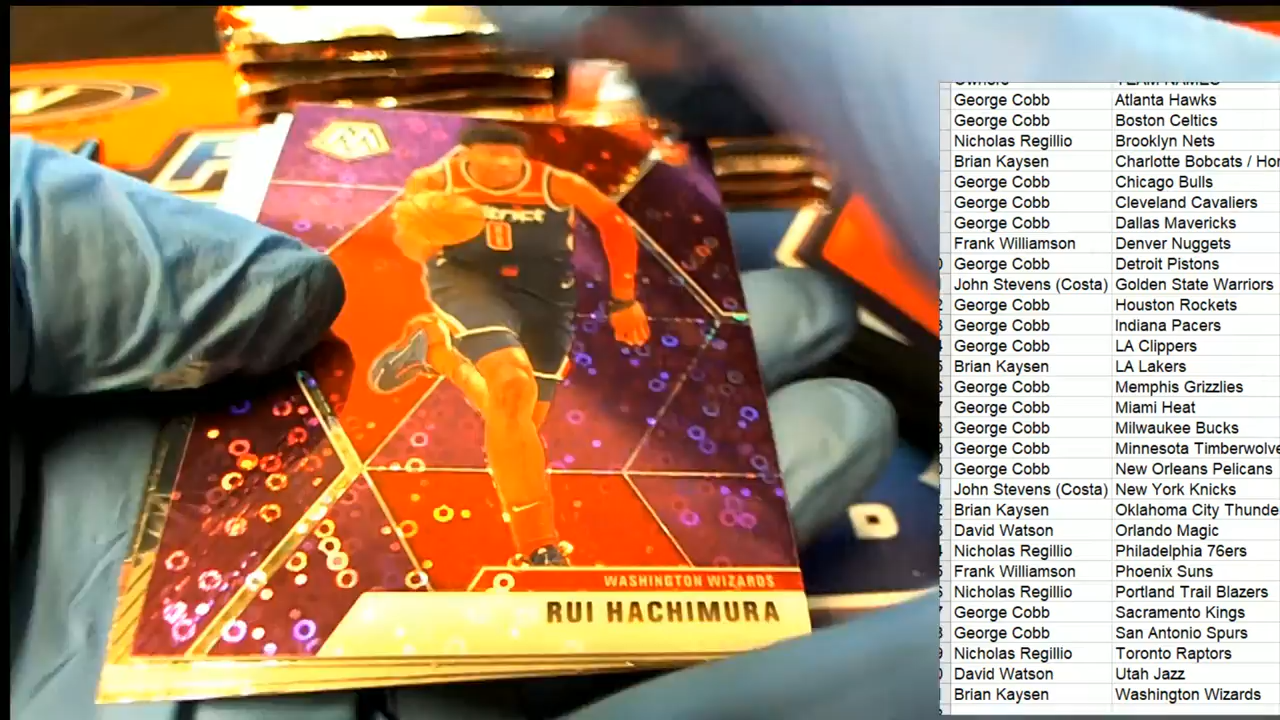 District
8
WASHINGTON WIZARDS
RUI HACHIMURA
Owners TEAM NAMES
George Cobb Atlanta Hawks
George Cobb Boston Celtics
Nicholas Regillio Brooklyn Nets
Brian Kaysen Charlotte Bobcats / Ho
George Cobb Chicago Bulls
George Cobb Cleveland Cavaliers
George Cobb Dallas Mavericks
Frank Williamson Denver Nuggets
George Cobb Detroit Pistons
John Stevens (Costa) Golden State Warriors
George Cobb Houston Rockets
George Cobb Indiana Pacers
George Cobb LA Clippers
Brian Kaysen LA Lakers
George Cobb Memphis Grizzlies
George Cobb Miami Heat
George Cobb Milwaukee Bucks
George Cobb Minnesota Timberwolve
George Cobb New Orleans Pelicans
John Stevens (Costa) New York Knicks
Brian Kaysen Oklahoma City Thunde
David Watson Orlando Magic
Nicholas Regillio Philadelphia 76ers
Frank Williamson Phoenix Suns
Nicholas Regillio Portland Trail Blazers
George Cobb Sacramento Kings
George Cobb San Antonio Spurs
Nicholas Regillio Toronto Raptors
David Watson Utah Jazz
Brian Kaysen Washington Wizards